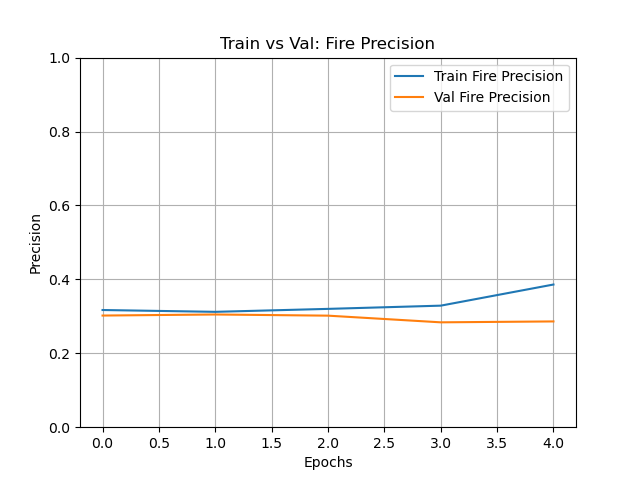 Train vs Val: Fire Precision
Train Fire Precision
Val Fire Precision
1.0
0.8
0.6
0.4
0.2
0.0
Precision
0.0 0.5 1.0 1.5 2.0 2.5 3.0 3.5 4.0
Epochs